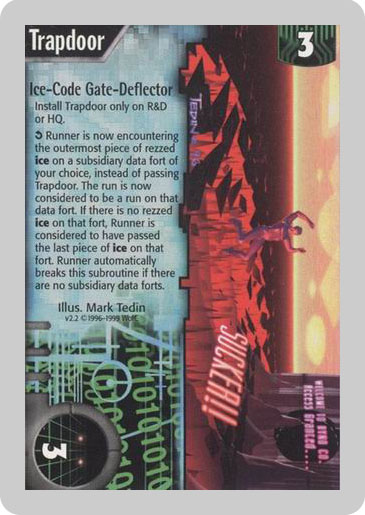 Trapdoor
3
Ice-Code Gate-Deflector
Install Trapdoor only on R&D
or HQ.
Runner is now encountering
the outermost piece of rezzed
ice on a subsidiary data fort of
your choice, instead of passing
Trapdoor. The run is now
considered to be a run on that
data fort. If there is no rezzed
ice on that fort, Runner is
considered to have passed
the last piece of ice on that
fort. Runner automatically
breaks this subroutine if there
are no subsidiary data forts.
Illus. Mark Tedin
v2.2 ©1996-1999 WotC
TEDIN
SUCKER!!
WELCOME TO
ACCESS GRANTED...
3